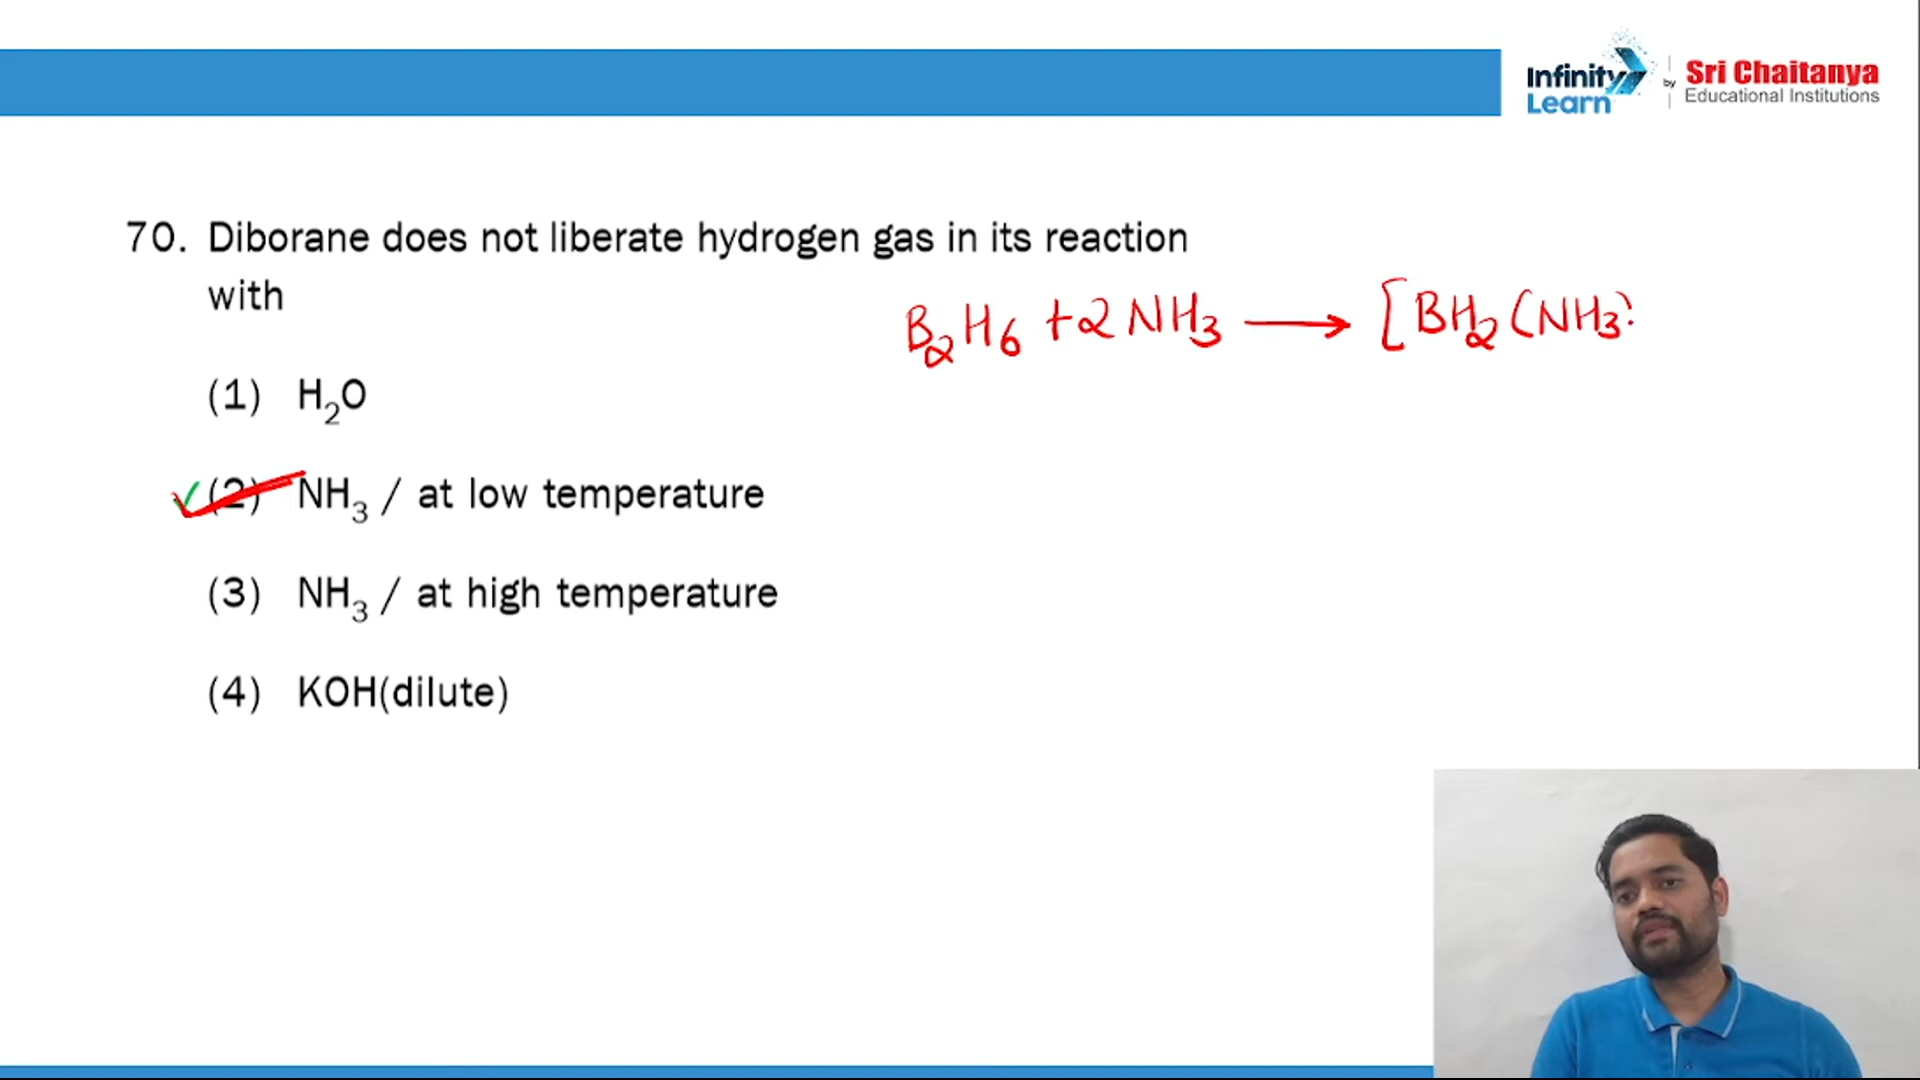 Infinity Learn by Sri Chaitanya Educational Institutions
70. Diborane does not liberate hydrogen gas in its reaction
with
B₂H₆ + 2NH₃ ⟶ [BH₂(NH₃)
(1) H₂O
(2) NH₃ / at low temperature
(3) NH₃ / at high temperature
(4) KOH(dilute)